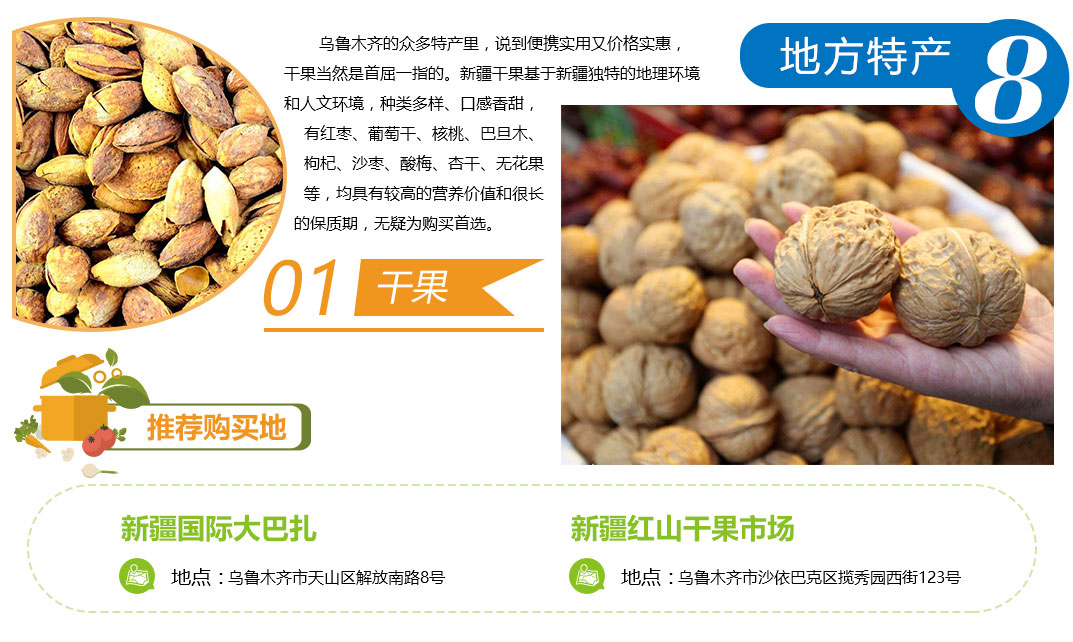 地方特产
8
乌鲁木齐的众多特产里，说到便携实用又价格实惠，
干果当然是首屈一指的。新疆干果基于新疆独特的地理环境
和人文环境，种类多样、口感香甜，
有红枣、葡萄干、核桃、巴旦木、
枸杞、沙枣、酸梅、杏干、无花果
等，均具有较高的营养价值和很长
的保质期，无疑为购买首选。
01 干果
推荐购买地
新疆国际大巴扎
地点：乌鲁木齐市天山区解放南路8号
新疆红山干果市场
地点：乌鲁木齐市沙依巴克区揽秀园西街123号